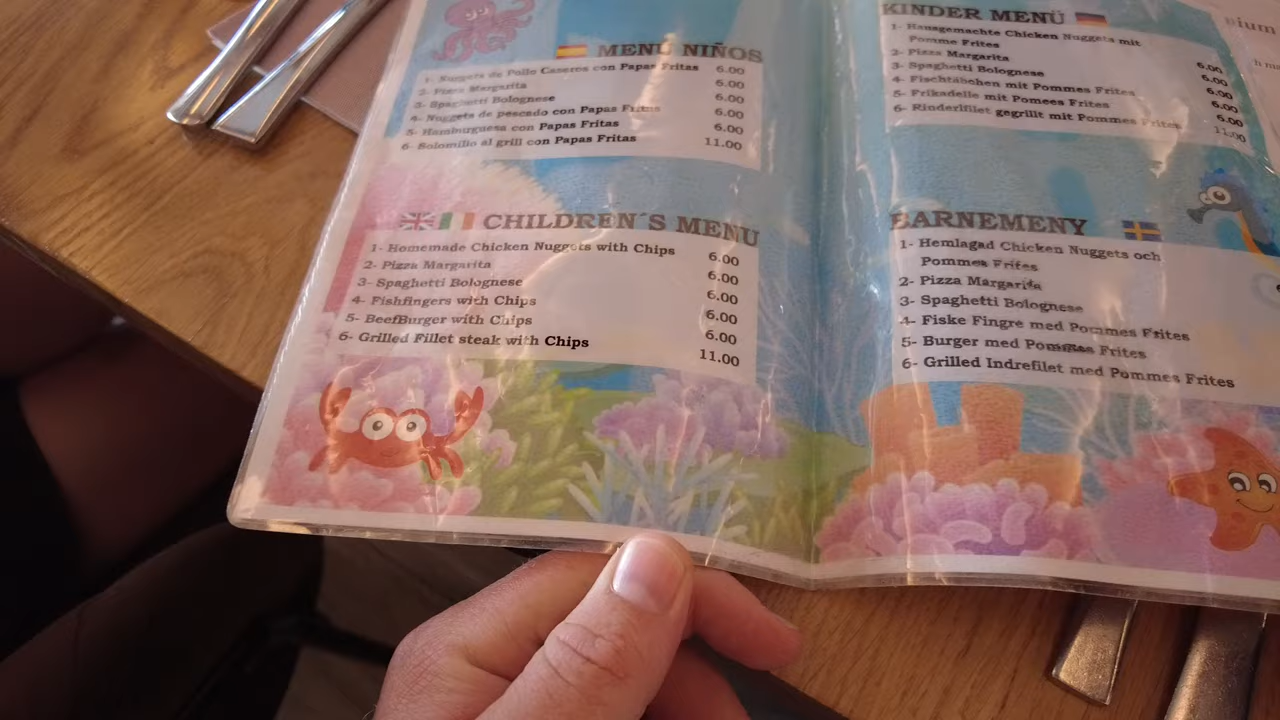 MENU NIÑOS
1- Nuggets de Pollo Caseros con Papas Fritas 6.00
2- Pizza Margarita 6.00
3- Spaghetti Bolognese 6.00
4- Nuggets de pescado con Papas Fritas 6.00
5- Hamburguesa con Papas Fritas 6.00
6- Solomillo al grill con Papas Fritas 11.00
CHILDREN´S MENU
1- Homemade Chicken Nuggets with Chips 6.00
2- Pizza Margarita 6.00
3- Spaghetti Bolognese 6.00
4- Fishfingers with Chips 6.00
5- BeefBurger with Chips 6.00
6- Grilled Fillet steak with Chips 11.00
KINDER MENÜ
1- Hausgemachte Chicken Nuggets mit
Pomme Frites 6.00
2- Pizza Margarita 6.00
3- Spaghetti Bolognese 6.00
4- Fischtäbchen mit Pommes Frites 6.00
5- Frikadelle mit Pomees Frites 6.00
6- Rinderfilet gegrillt mit Pommes Frites 11.00
BARNEMENY
1- Hemlagad Chicken Nuggets och
Pommes Frites
2- Pizza Margarita
3- Spaghetti Bolognese
4- Fiske Fingre med Pommes Frites
5- Burger med Pommes Frites
6- Grilled Indrefilet med Pommes Frites